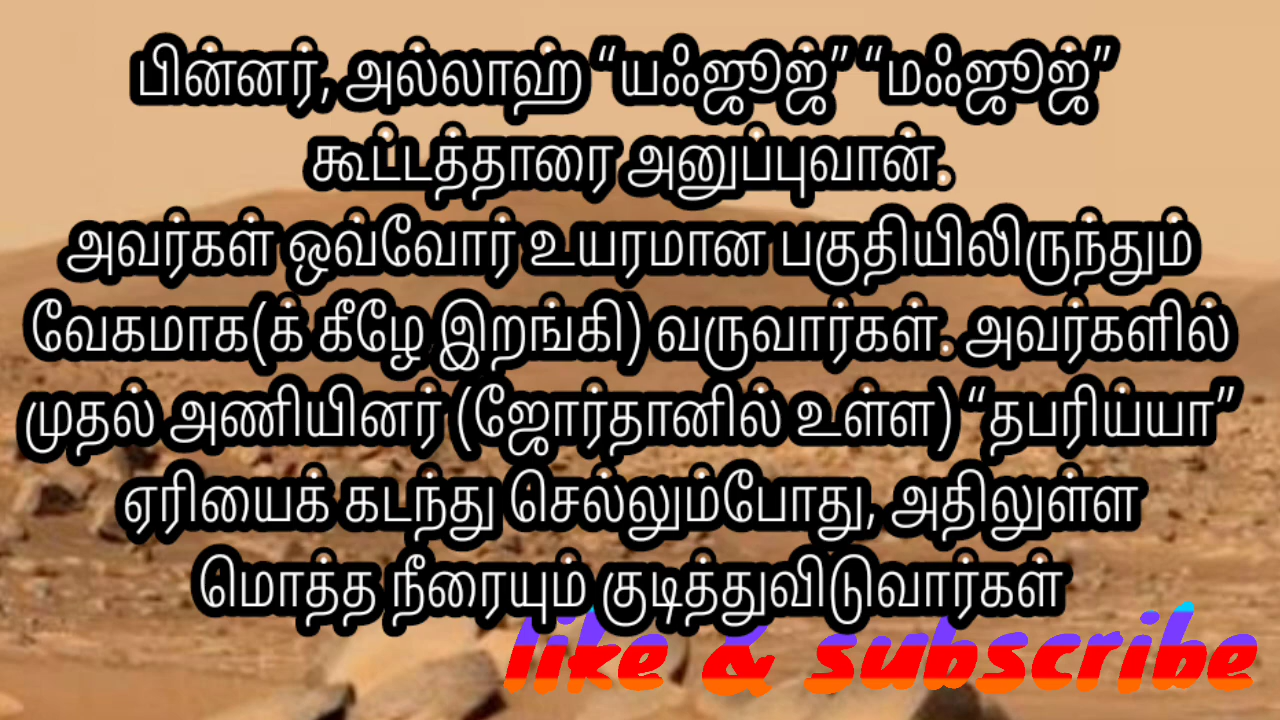 பின்னர், அல்லாஹ் “யஃஜூஜ்” “மஃஜூஜ்”
கூட்டத்தாரை அனுப்புவான்.
அவர்கள் ஒவ்வோர் உயரமான பகுதியிலிருந்தும்
வேகமாக(க் கீழே இறங்கி) வருவார்கள். அவர்களில்
முதல் அணியினர் (ஜோர்தானில் உள்ள) “தபரிய்யா”
ஏரியைக் கடந்து செல்லும்போது, அதிலுள்ள
மொத்த நீரையும் குடித்துவிடுவார்கள்
like & subscribe